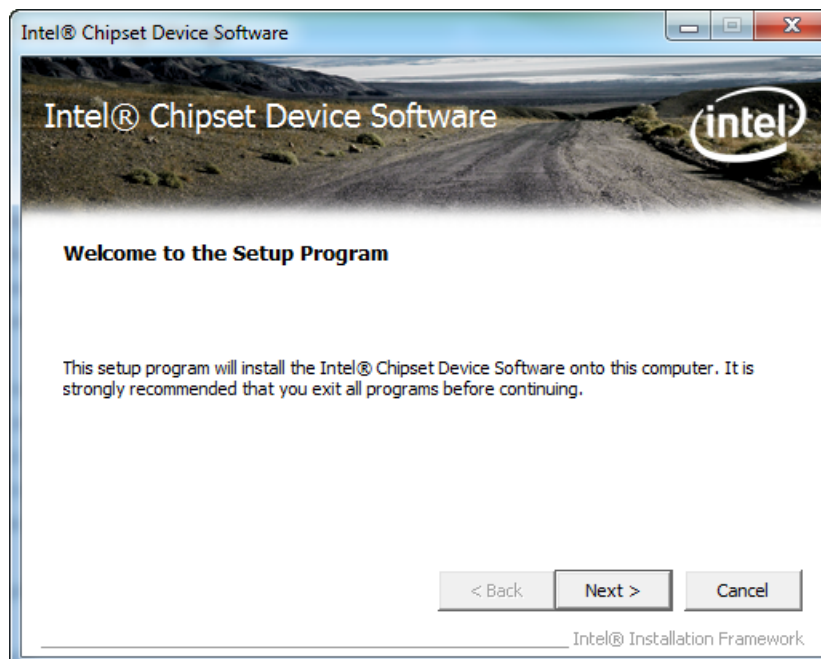 Intel® Chipset Device Software
Intel® Chipset Device Software
intel
Welcome to the Setup Program
This setup program will install the Intel® Chipset Device Software onto this computer. It is
strongly recommended that you exit all programs before continuing.
< Back Next > Cancel
Intel® Installation Framework